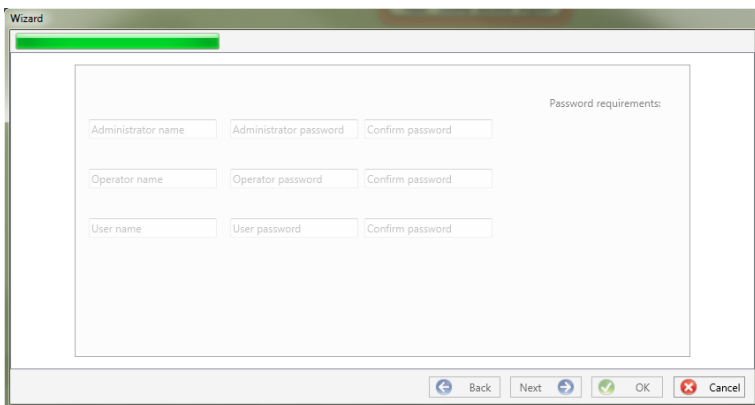 Wizard
Password requirements:
Administrator name Administrator password Confirm password
Operator name Operator password Confirm password
User name User password Confirm password
Back Next OK Cancel